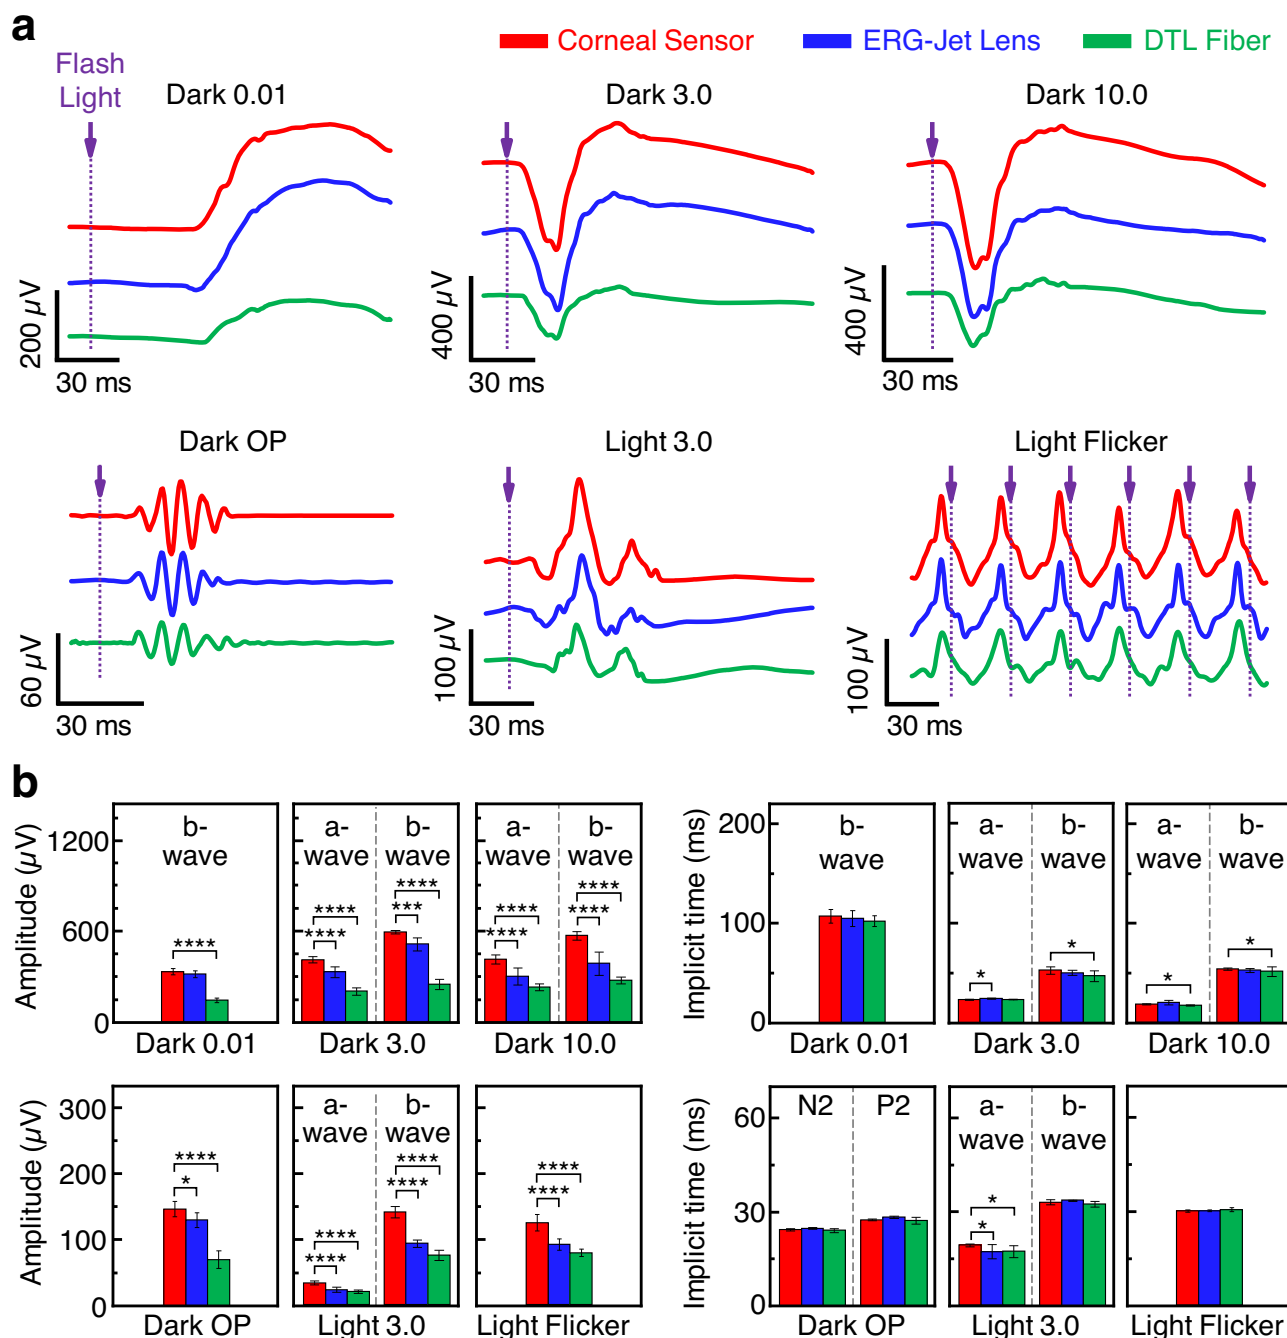 a
Corneal Sensor ERG-Jet Lens DTL Fiber
Flash
Light
Dark 0.01 Dark 3.0 Dark 10.0
200 µV 400 µV 400 µV
30 ms 30 ms 30 ms
Dark OP Light 3.0 Light Flicker
60 µV 100 µV 100 µV
30 ms 30 ms 30 ms
b
Amplitude (µV)
1200
600
0
b-
wave
****
Dark 0.01
a-
wave
****
****
b-
wave
****
***
Dark 3.0
a-
wave
****
****
b-
wave
****
****
Dark 10.0
Implicit time (ms)
200
100
0
b-
wave
Dark 0.01
a-
wave
*
b-
wave
*
Dark 3.0
a-
wave
*
b-
wave
*
Dark 10.0
Amplitude (µV)
300
200
100
0
****
*
Dark OP
a-
wave
****
****
b-
wave
****
****
Light 3.0
****
****
Light Flicker
Implicit time (ms)
60
30
0
N2 P2
Dark OP
a-
wave
*
*
b-
wave
Light 3.0
Light Flicker